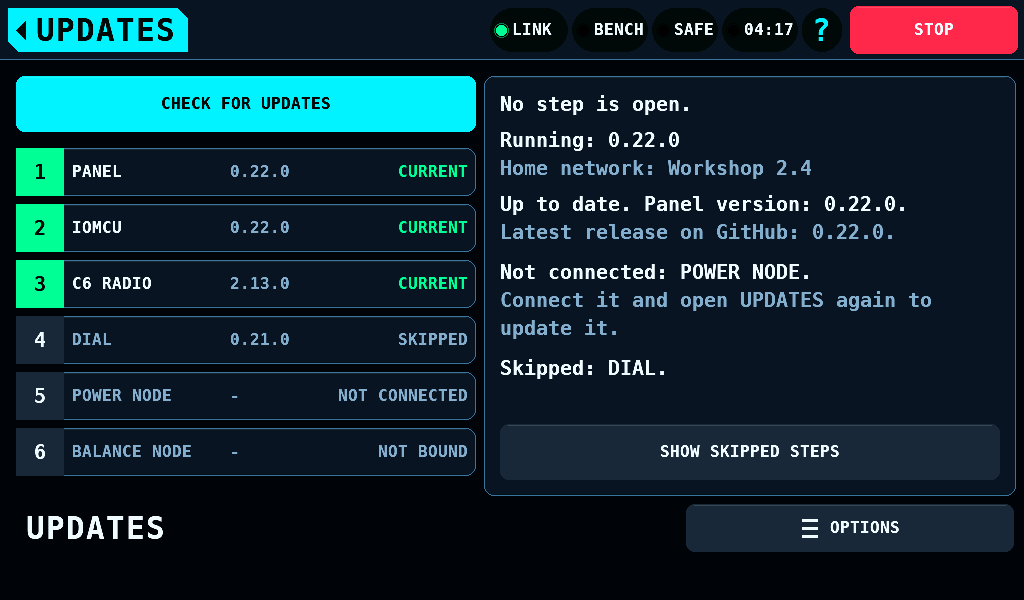 UPDATES
LINK
BENCH
SAFE
04:17
?
STOP
CHECK FOR UPDATES
1 PANEL 0.22.0 CURRENT
2 IOMCU 0.22.0 CURRENT
3 C6 RADIO 2.13.0 CURRENT
4 DIAL 0.21.0 SKIPPED
5 POWER NODE - NOT CONNECTED
6 BALANCE NODE - NOT BOUND
No step is open.
Running: 0.22.0
Home network: Workshop 2.4
Up to date. Panel version: 0.22.0.
Latest release on GitHub: 0.22.0.
Not connected: POWER NODE.
Connect it and open UPDATES again to
update it.
Skipped: DIAL.
SHOW SKIPPED STEPS
UPDATES
OPTIONS